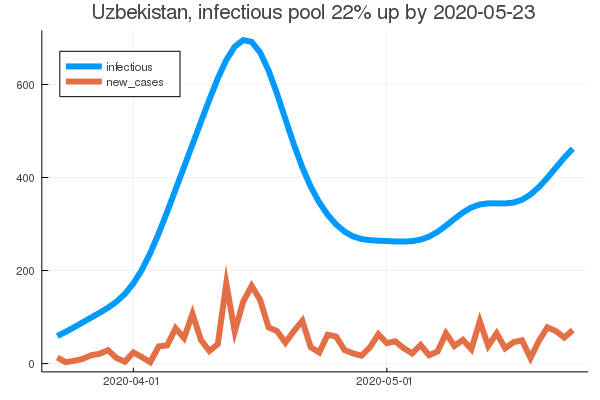 Uzbekistan, infectious pool 22% up by 2020-05-23
infectious
new_cases
600
400
200
0
2020-04-01
2020-05-01